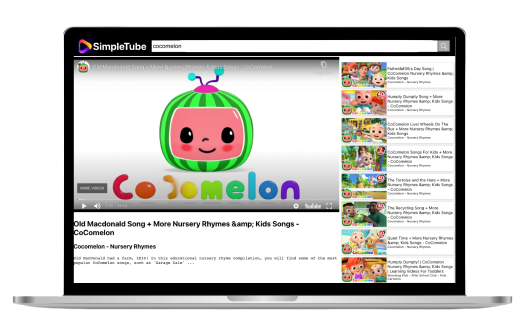 SimpleTube
cocomelon
Old Macdonald Song + More Nursery Rhymes &amp; Kids Songs - CoComelon
CoComelon
MORE VIDEOS
YouTube
Old Macdonald Song + More Nursery Rhymes &amp; Kids Songs -
CoComelon
Cocomelon - Nursery Rhymes
Old MacDonald had a farm, EIEIO! In this educational nursery rhyme compilation, you will find some of the most
popular CoComelon songs, such as
Father&#39;s Day Song |
CoComelon Nursery Rhymes &amp;
Kids Songs
Cocomelon - Nursery Rhymes
Humpty Dumpty Song + More
Nursery Rhymes &amp; Kids Songs
- CoComelon
Cocomelon - Nursery Rhymes
CoComelon Live! Wheels On The
Bus + More Nursery Rhymes &amp;
Kids Songs
Cocomelon - Nursery Rhymes
CoComelon Songs For Kids + More
Nursery Rhymes &amp; Kids Songs
- CoComelon
Cocomelon - Nursery Rhymes
The Tortoise and the Hare + More
Nursery Rhymes &amp; Kids Songs
- CoComelon
Cocomelon - Nursery Rhymes
The Recycling Song + More
Nursery Rhymes &amp; Kids Songs
- CoComelon
Cocomelon - Nursery Rhymes
Quiet Time + More Nursery Rhymes
&amp; Kids Songs - CoComelon
Cocomelon - Nursery Rhymes
Humpty Dumpty | CoComelon
Nursery Rhymes &amp; Kids Songs
| Learning Videos For Toddlers
Moonbug Kids - After School Club - Kids
Cartoons